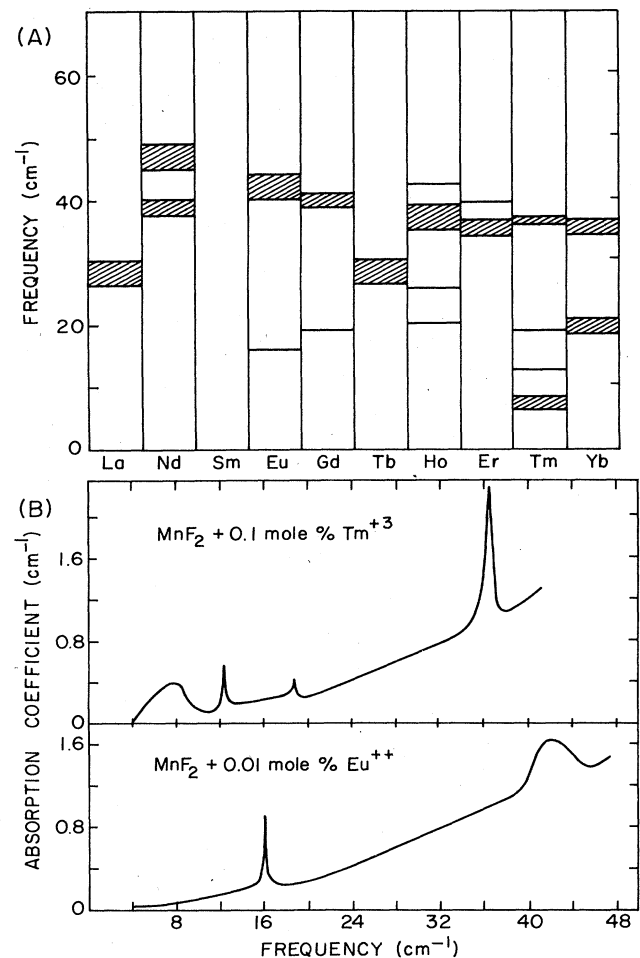 (A)
60
40
20
0
FREQUENCY (cm⁻¹)
La Nd Sm Eu Gd Tb Ho Er Tm Yb
(B)
MnF₂ + 0.1 mole % Tm⁺³
1.6
0.8
0
MnF₂ + 0.01 mole % Eu⁺⁺
1.6
0.8
0
ABSORPTION COEFFICIENT (cm⁻¹)
8 16 24 32 40 48
FREQUENCY (cm⁻¹)